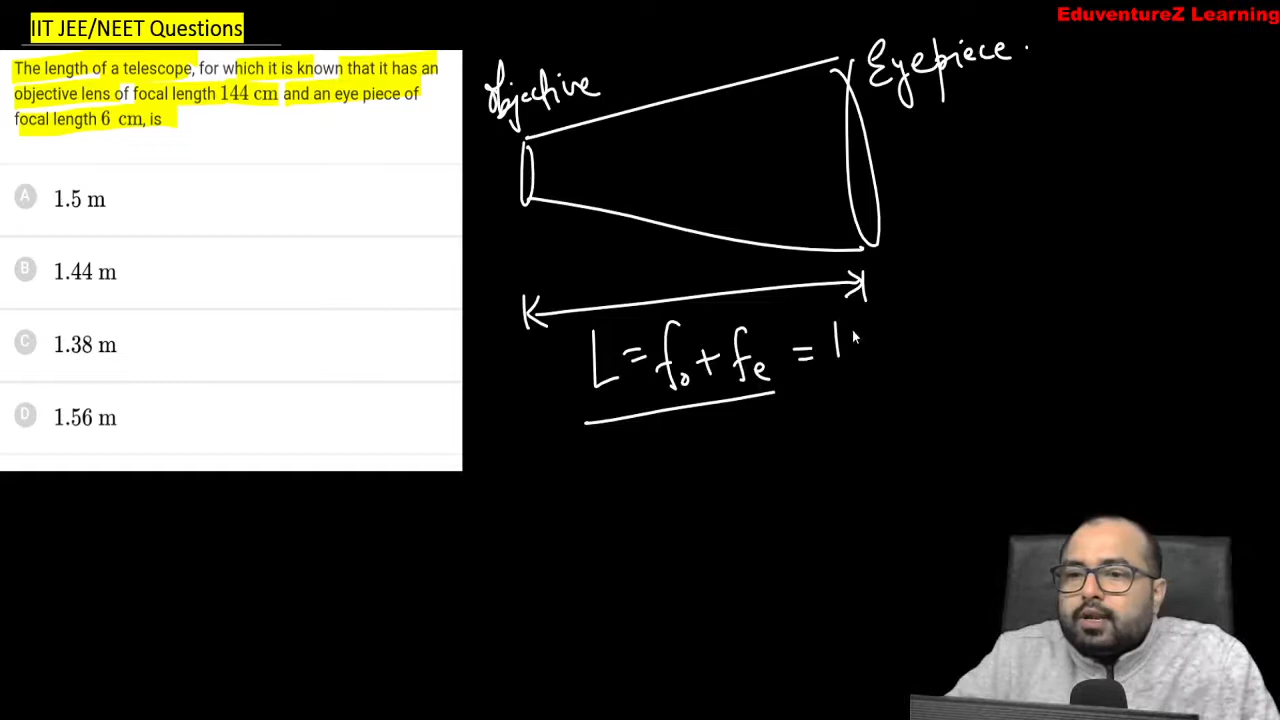 IIT JEE/NEET Questions
EduventureZ Learning
The length of a telescope, for which it is known that it has an
objective lens of focal length 144 cm and an eye piece of
focal length 6 cm, is
A 1.5 m
B 1.44 m
C 1.38 m
D 1.56 m
Objective
Eyepiece.
L = fo + fe = 1